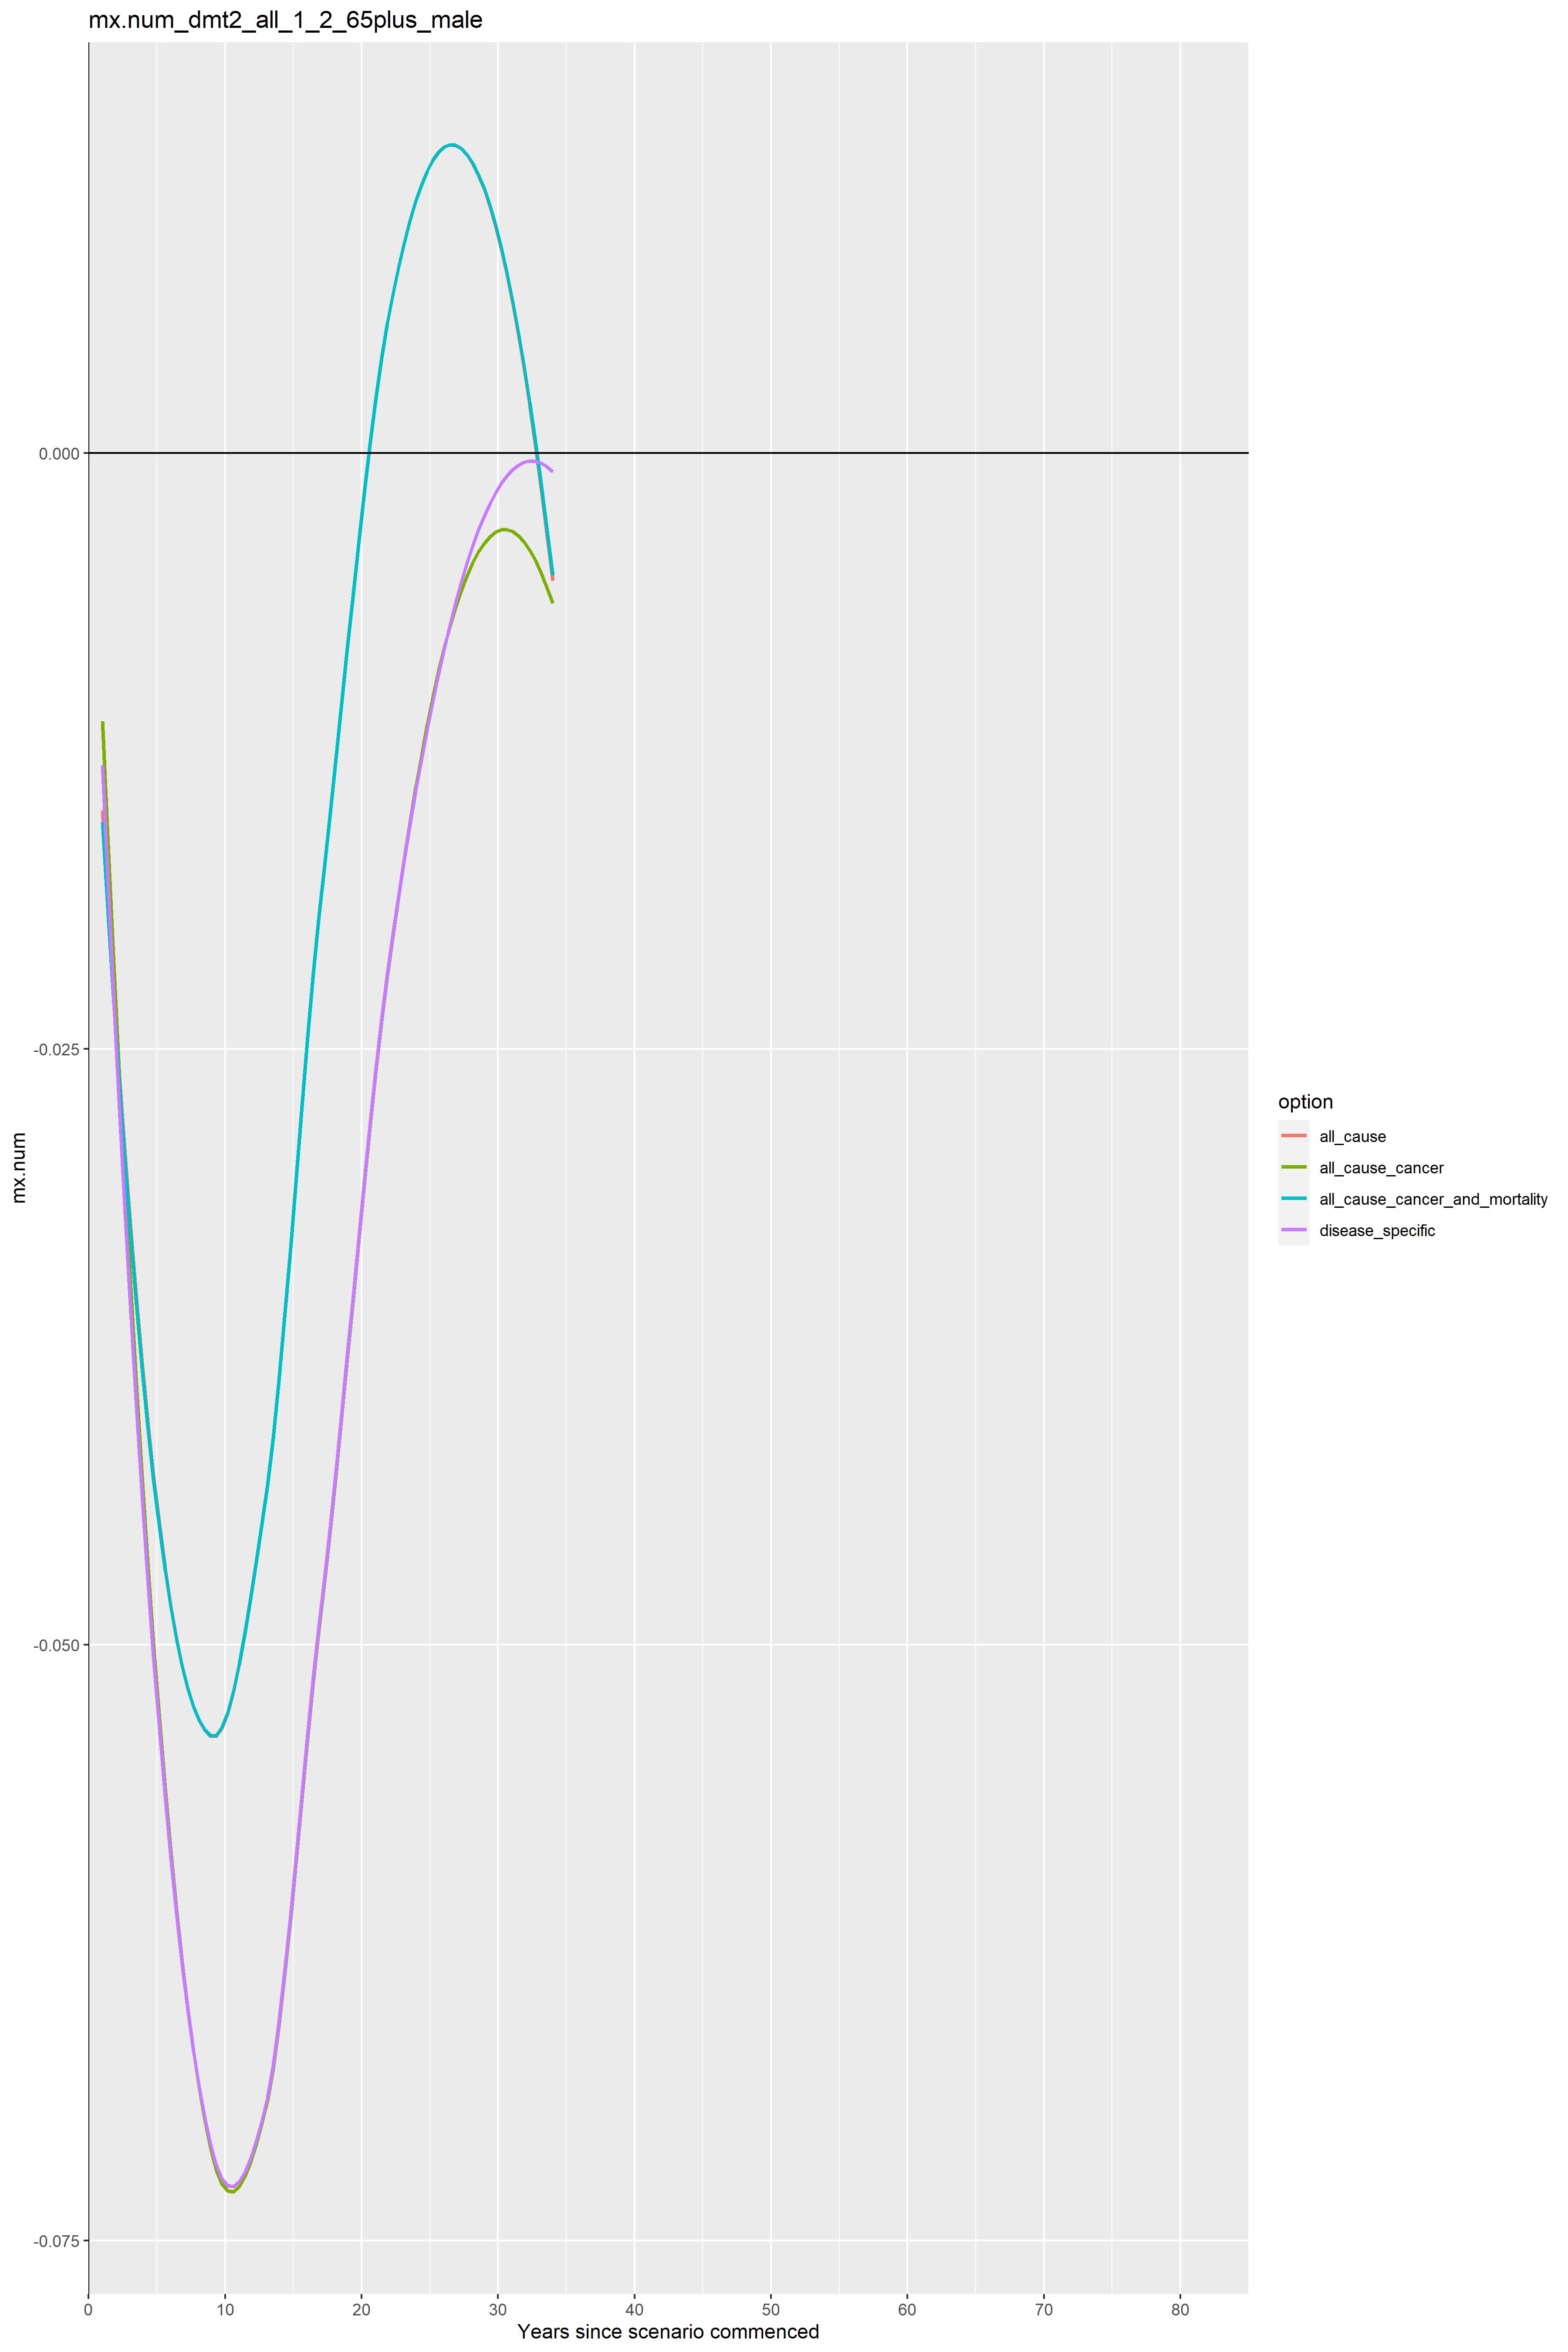 mx.num_dmt2_all_1_2_65plus_male
0.000
-0.025
-0.050
-0.075
mx.num
0 10 20 30 40 50 60 70 80
Years since scenario commenced
option
all_cause
all_cause_cancer
all_cause_cancer_and_mortality
disease_specific